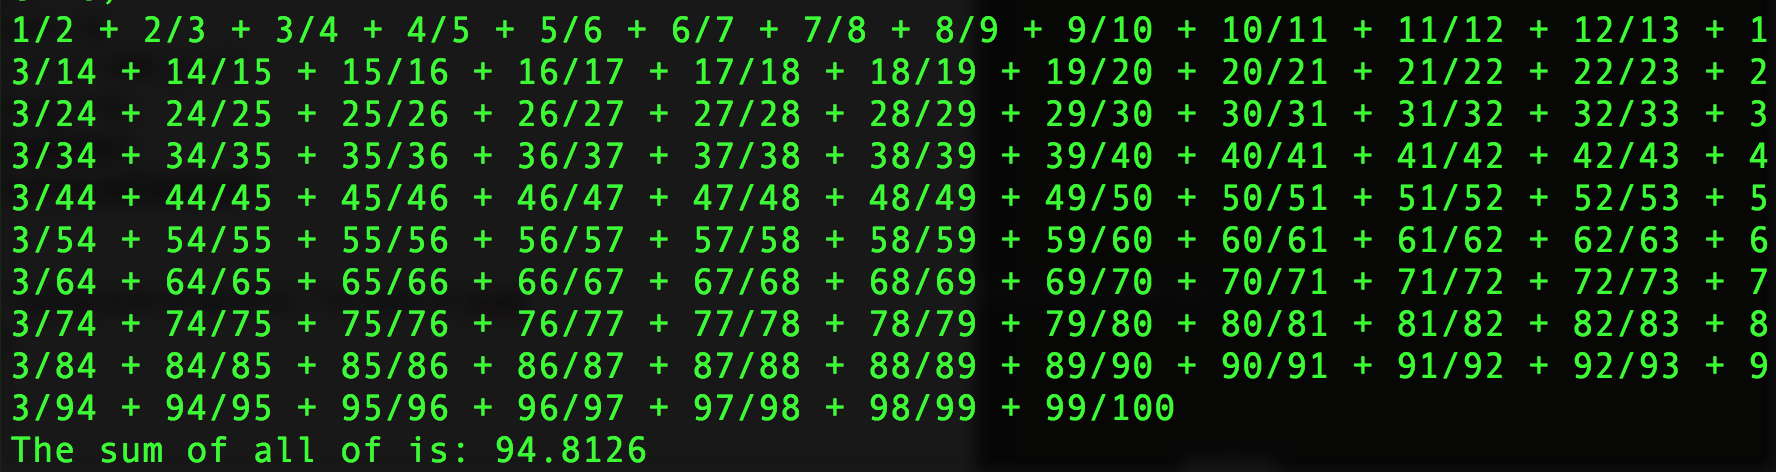 1/2 + 2/3 + 3/4 + 4/5 + 5/6 + 6/7 + 7/8 + 8/9 + 9/10 + 10/11 + 11/12 + 12/13 + 1
3/14 + 14/15 + 15/16 + 16/17 + 17/18 + 18/19 + 19/20 + 20/21 + 21/22 + 22/23 + 2
3/24 + 24/25 + 25/26 + 26/27 + 27/28 + 28/29 + 29/30 + 30/31 + 31/32 + 32/33 + 3
3/34 + 34/35 + 35/36 + 36/37 + 37/38 + 38/39 + 39/40 + 40/41 + 41/42 + 42/43 + 4
3/44 + 44/45 + 45/46 + 46/47 + 47/48 + 48/49 + 49/50 + 50/51 + 51/52 + 52/53 + 5
3/54 + 54/55 + 55/56 + 56/57 + 57/58 + 58/59 + 59/60 + 60/61 + 61/62 + 62/63 + 6
3/64 + 64/65 + 65/66 + 66/67 + 67/68 + 68/69 + 69/70 + 70/71 + 71/72 + 72/73 + 7
3/74 + 74/75 + 75/76 + 76/77 + 77/78 + 78/79 + 79/80 + 80/81 + 81/82 + 82/83 + 8
3/84 + 84/85 + 85/86 + 86/87 + 87/88 + 88/89 + 89/90 + 90/91 + 91/92 + 92/93 + 9
3/94 + 94/95 + 95/96 + 96/97 + 97/98 + 98/99 + 99/100
The sum of all of is: 94.8126